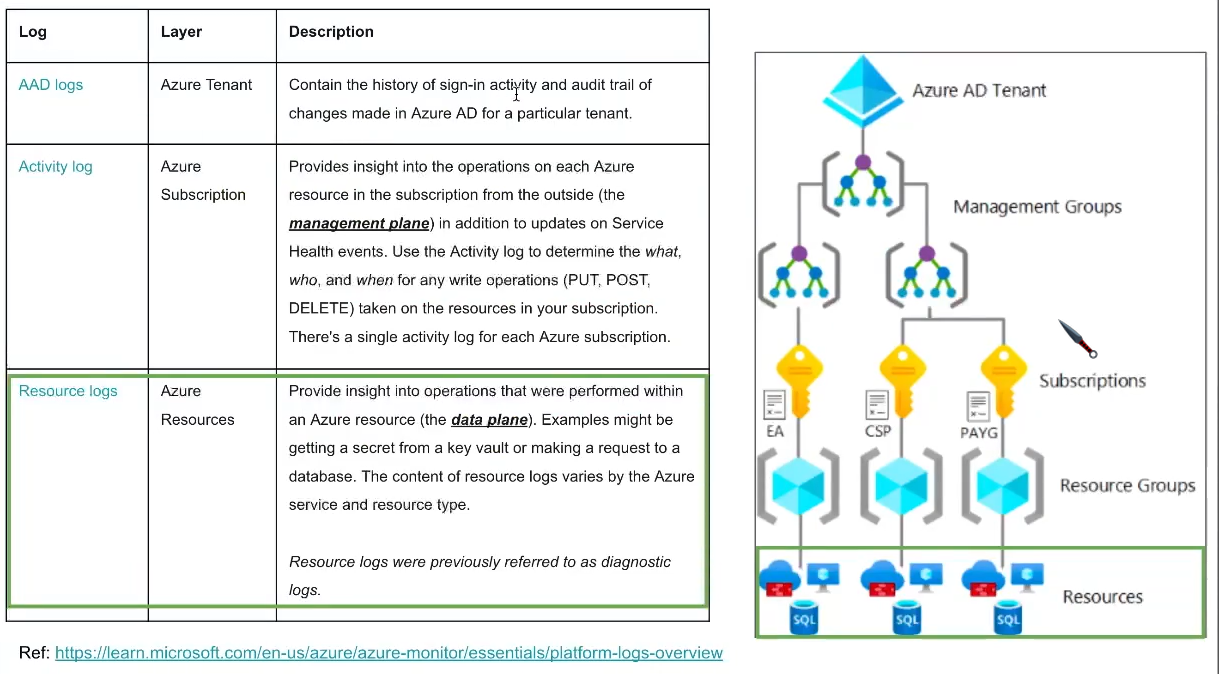 Log Layer Description
AAD logs Azure Tenant Contain the history of sign-in activity and audit trail of
changes made in Azure AD for a particular tenant.
Activity log Azure Provides insight into the operations on each Azure
Subscription resource in the subscription from the outside (the
management plane) in addition to updates on Service
Health events. Use the Activity log to determine the what,
who, and when for any write operations (PUT, POST,
DELETE) taken on the resources in your subscription.
There's a single activity log for each Azure subscription.
Resource logs Azure Provide insight into operations that were performed within
Resources an Azure resource (the data plane). Examples might be
getting a secret from a key vault or making a request to a
database. The content of resource logs varies by the Azure
service and resource type.
Resource logs were previously referred to as diagnostic
logs.
Ref: https://learn.microsoft.com/en-us/azure/azure-monitor/essentials/platform-logs-overview
Azure AD Tenant
Management Groups
Subscriptions
EA CSP PAYG
Resource Groups
Resources
SQL SQL SQL